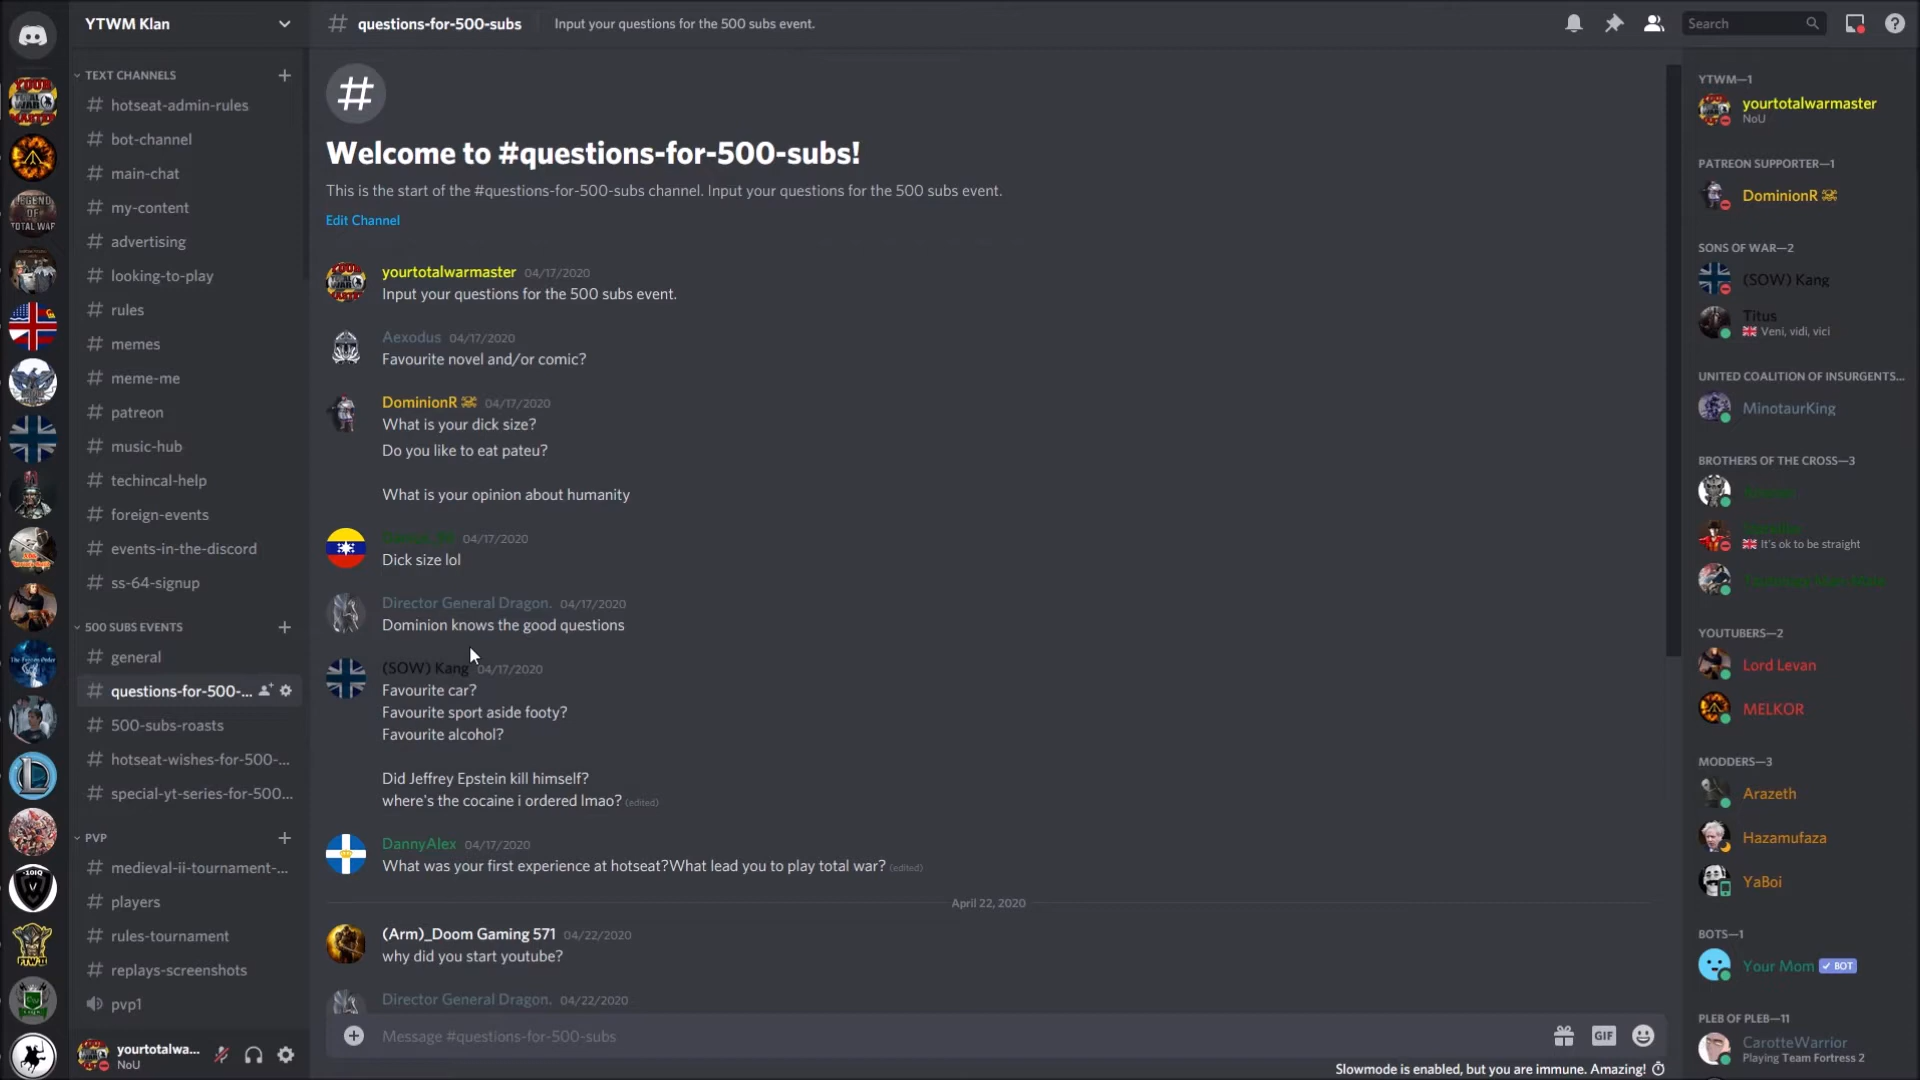 YTWM Klan
# questions-for-500-subs
Input your questions for the 500 subs event.
Search
TEXT CHANNELS
# hotseat-admin-rules
# bot-channel
# main-chat
# my-content
# advertising
# looking-to-play
# rules
# memes
# meme-me
# patreon
# music-hub
# techincal-help
# foreign-events
# events-in-the-discord
# ss-64-signup
500 SUBS EVENTS
# general
# questions-for-500-...
# 500-subs-roasts
# hotseat-wishes-for-500-...
# special-yt-series-for-500...
PVP
# medieval-ii-tournament-...
# players
# rules-tournament
# replays-screenshots
pvp1
yourtotalwa...
NoU
#
Welcome to #questions-for-500-subs!
This is the start of the #questions-for-500-subs channel. Input your questions for the 500 subs event.
Edit Channel
yourtotalwarmaster 04/17/2020
Input your questions for the 500 subs event.
Aexodus 04/17/2020
Favourite novel and/or comic?
DominionR 04/17/2020
What is your dick size?
Do you like to eat pateu?
What is your opinion about humanity
04/17/2020
Dick size lol
Director General Dragon. 04/17/2020
Dominion knows the good questions
(SOW) Kang 04/17/2020
Favourite car?
Favourite sport aside footy?
Favourite alcohol?
Did Jeffrey Epstein kill himself?
where's the cocaine i ordered lmao? (edited)
DannyAlex 04/17/2020
What was your first experience at hotseat?What lead you to play total war? (edited)
April 22, 2020
(Arm)_Doom Gaming 571 04/22/2020
why did you start youtube?
Director General Dragon. 04/22/2020
Message #questions-for-500-subs
GIF
Slowmode is enabled, but you are immune. Amazing!
YTWM—1
yourtotalwarmaster
NoU
PATREON SUPPORTER—1
DominionR
SONS OF WAR—2
(SOW) Kang
Titus
Veni, vidi, vici
UNITED COALITION OF INSURGENTS...
MinotaurKing
BROTHERS OF THE CROSS—3
It's ok to be straight
YOUTUBERS—2
Lord Levan
MELKOR
MODDERS—3
Arazeth
Hazamufaza
YaBoi
BOTS—1
Your Mom BOT
PLEB OF PLEB—11
CarotteWarrior
Playing Team Fortress 2